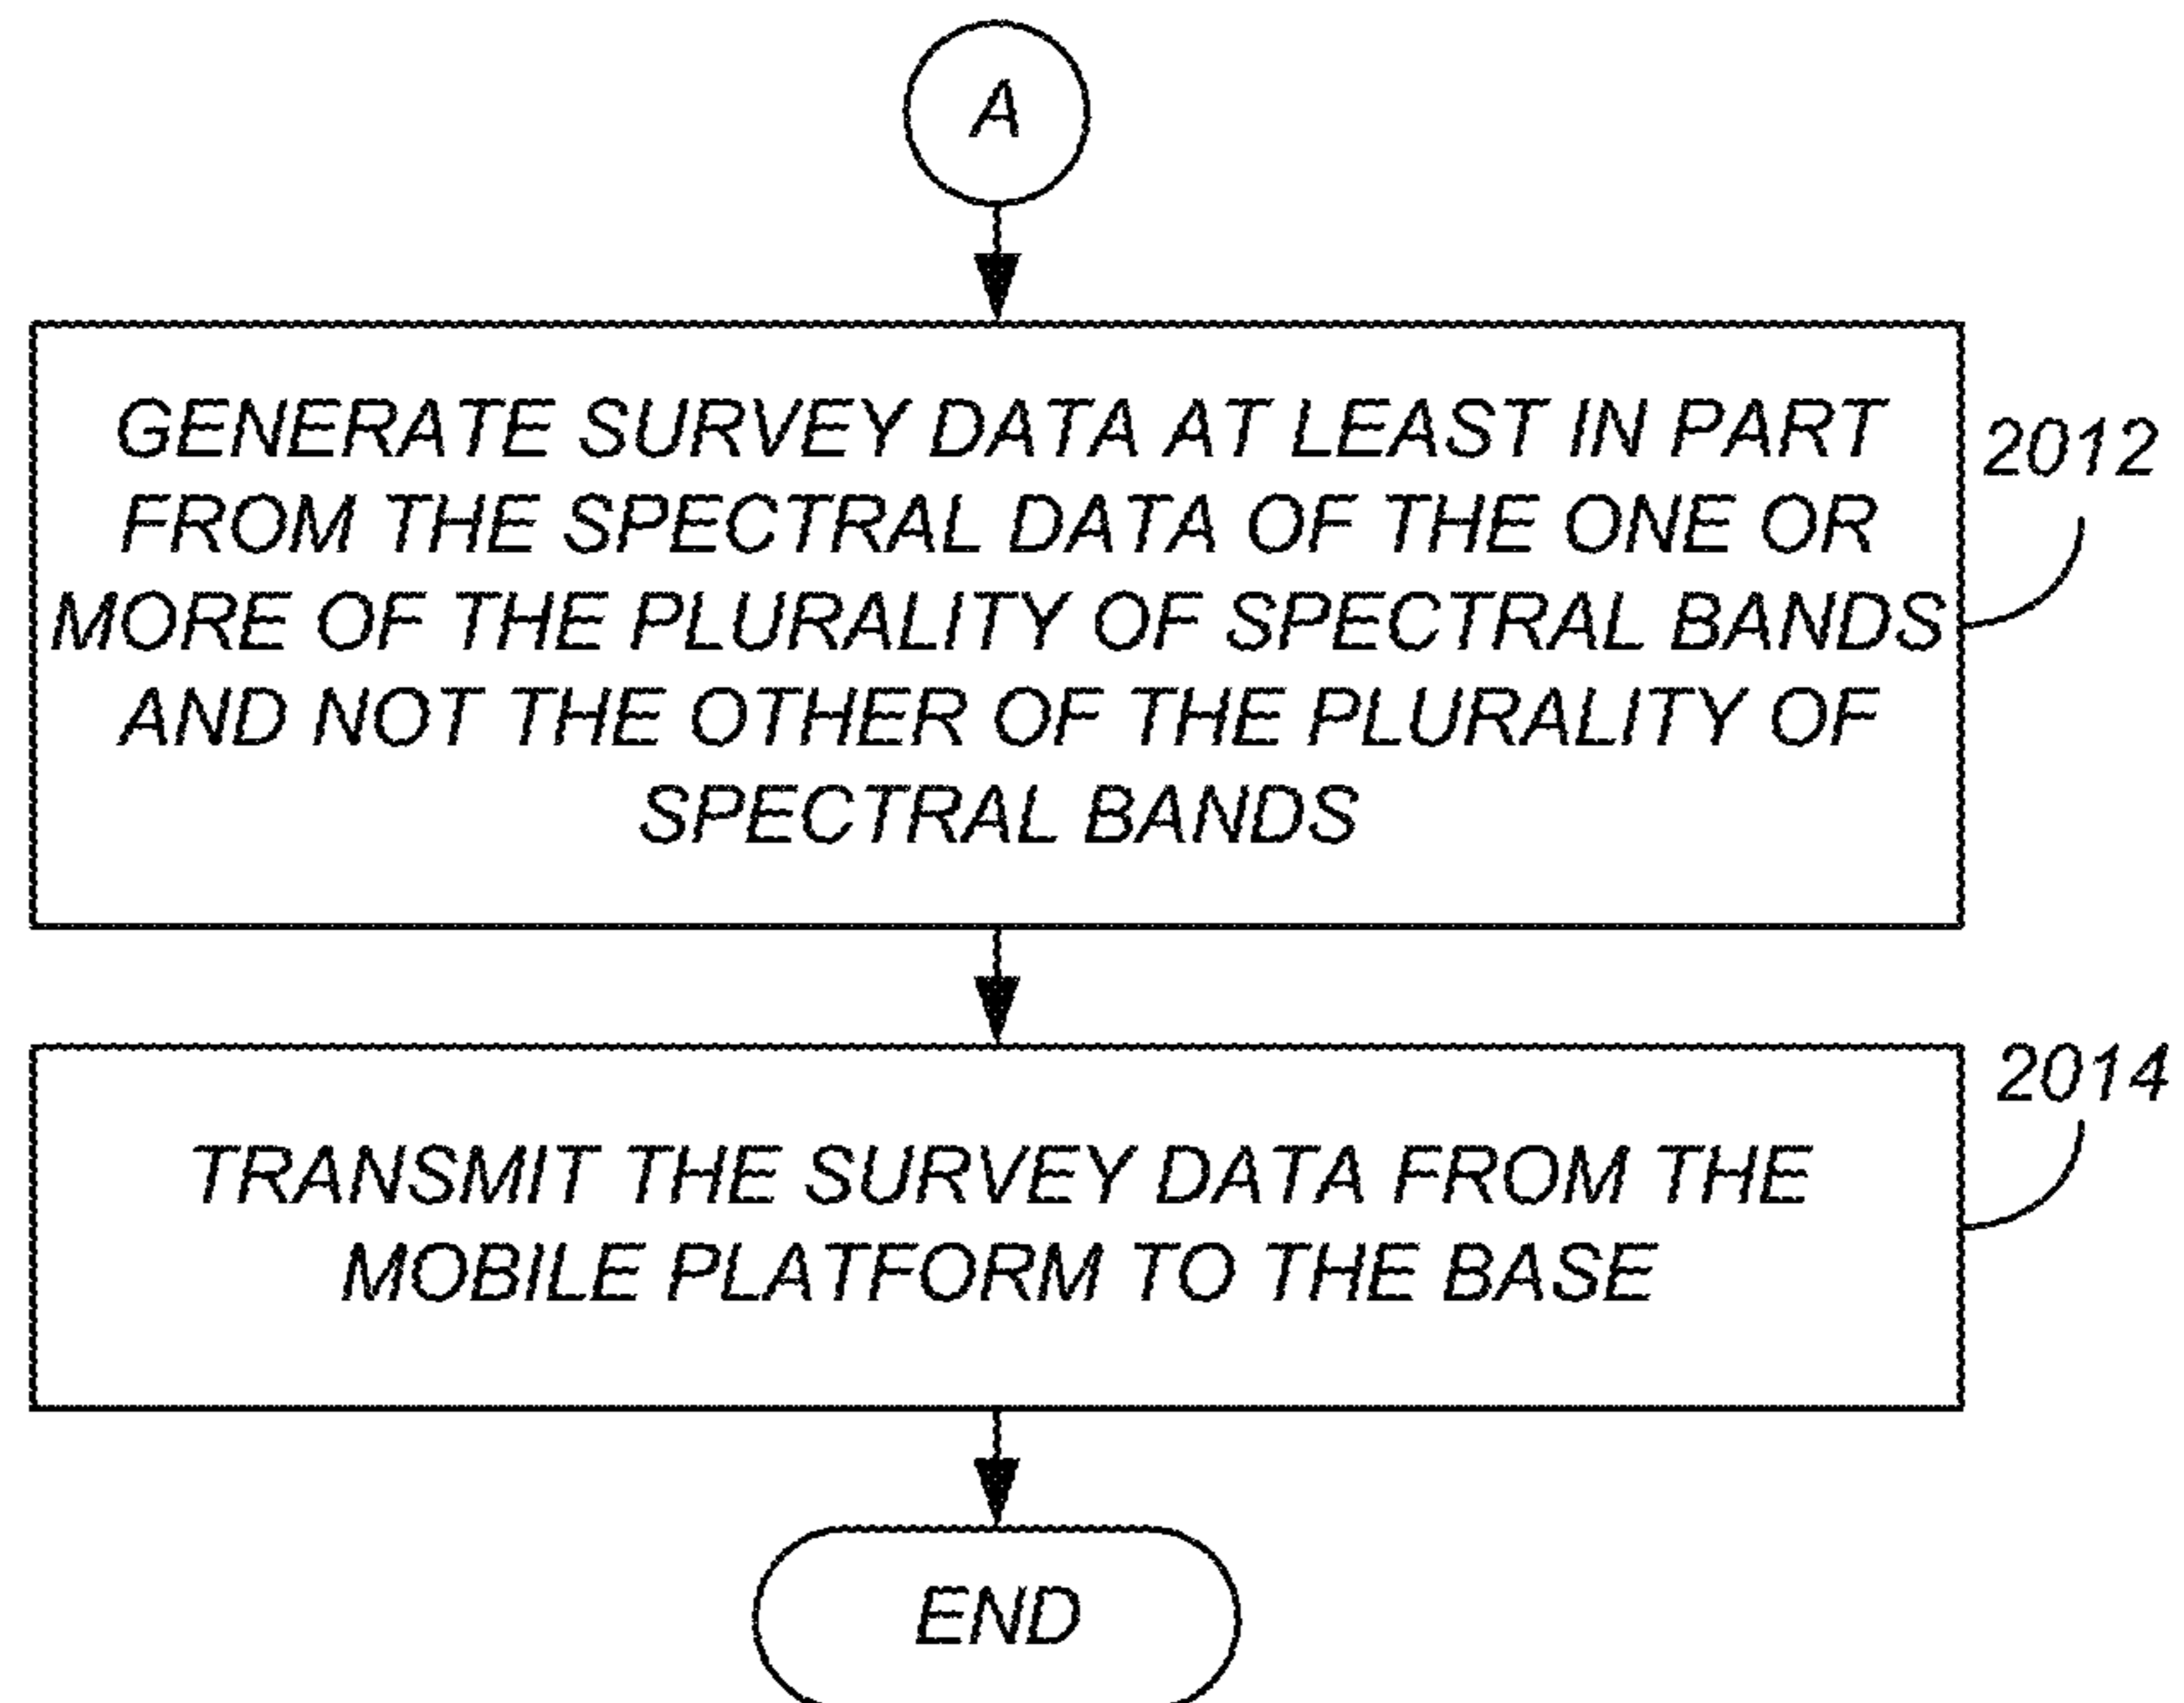 A
GENERATE SURVEY DATA AT LEAST IN PART
FROM THE SPECTRAL DATA OF THE ONE OR
MORE OF THE PLURALITY OF SPECTRAL BANDS
AND NOT THE OTHER OF THE PLURALITY OF
SPECTRAL BANDS
2012
TRANSMIT THE SURVEY DATA FROM THE
MOBILE PLATFORM TO THE BASE
2014
END